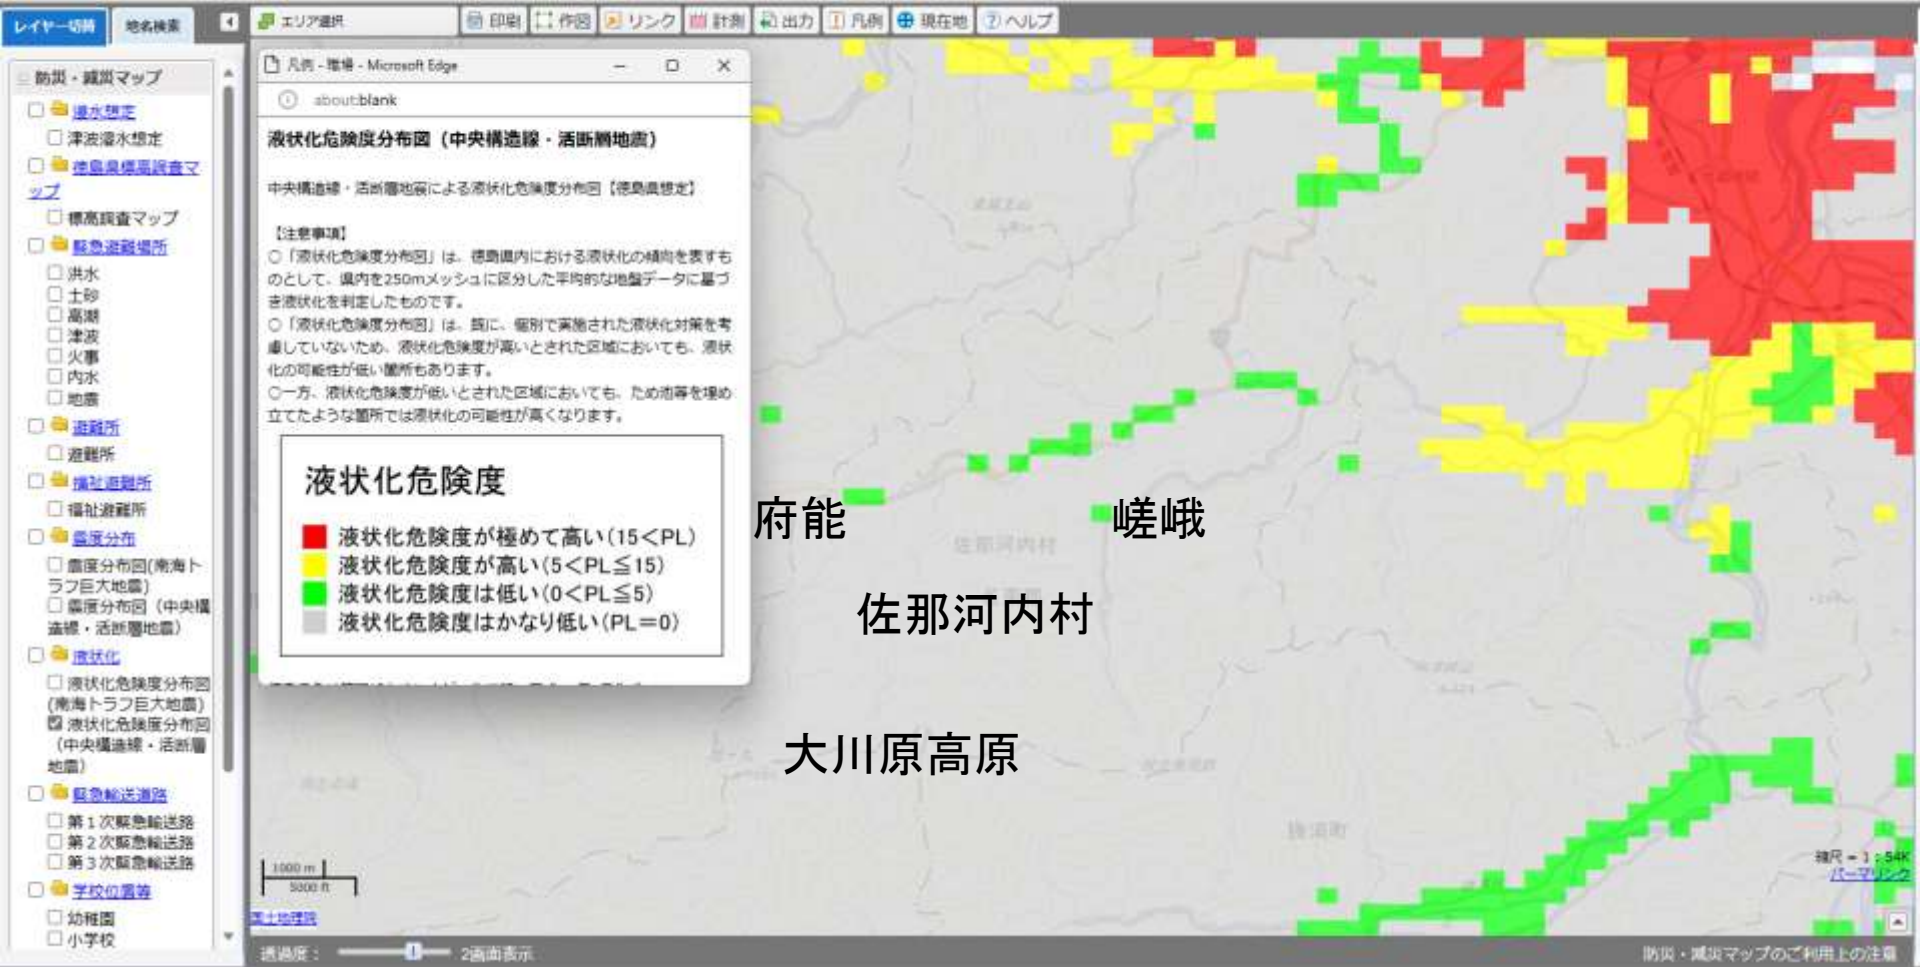 レイヤー切替
地名検索
エリア選択
印刷
作図
リンク
計測
出力
凡例
現在地
ヘルプ
防災・減災マップ
浸水想定
津波浸水想定
徳島県標高調査マ
ップ
標高調査マップ
緊急避難場所
洪水
土砂
高潮
津波
火事
内水
地震
避難所
避難所
福祉避難所
福祉避難所
震度分布
震度分布図(南海ト
ラフ巨大地震)
震度分布図（中央構
造線・活断層地震）
液状化
液状化危険度分布図
(南海トラフ巨大地震)
液状化危険度分布図
（中央構造線・活断層
地震）
緊急輸送道路
第1次緊急輸送路
第2次緊急輸送路
第3次緊急輸送路
学校位置等
幼稚園
小学校
凡例 - 職場 - Microsoft Edge
about:blank
液状化危険度分布図（中央構造線・活断層地震）
中央構造線・活断層地震による液状化危険度分布図【徳島県想定】
【注意事項】
○「液状化危険度分布図」は、徳島県内における液状化の傾向を表すも
のとして、県内を250mメッシュに区分した平均的な地盤データに基づ
き液状化を判定したものです。
○「液状化危険度分布図」は、既に、個別で実施された液状化対策を考
慮していないため、液状化危険度が高いとされた区域においても、液状
化の可能性が低い箇所もあります。
○一方、液状化危険度が低いとされた区域においても、ため池等を埋め
立てたような箇所では液状化の可能性が高くなります。
液状化危険度
液状化危険度が極めて高い(15＜PL)
液状化危険度が高い(5＜PL≦15)
液状化危険度は低い(0＜PL≦5)
液状化危険度はかなり低い(PL＝0)
府能
嵯峨
佐那河内村
佐那河内村
大川原高原
1000 m
5000 ft
国土地理院
縮尺 = 1 : 54K
パーマリンク
透過度：
2画面表示
防災・減災マップのご利用上の注意